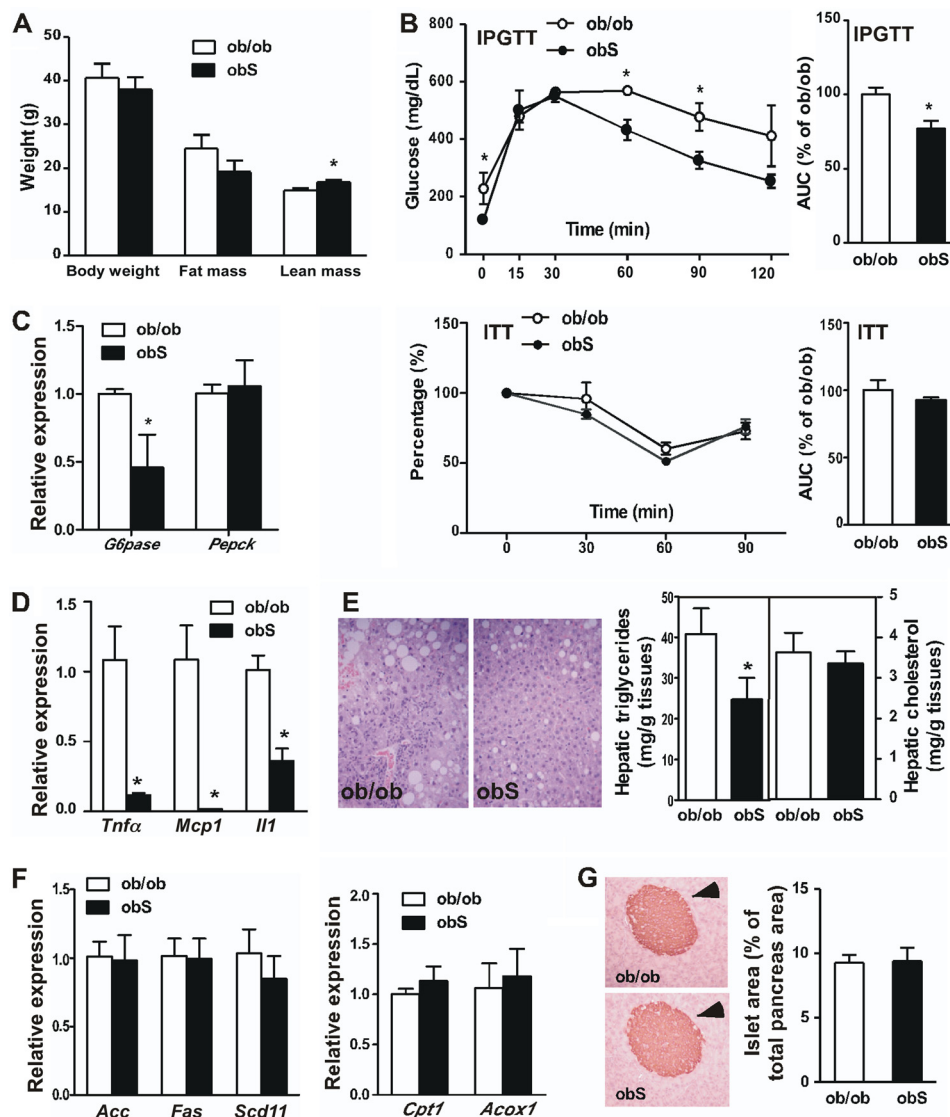 A
Weight (g)
50
40
30
20
10
0
ob/ob
obS
*
Body weight
Fat mass
Lean mass
B
IPGTT
ob/ob
obS
Glucose (mg/dL)
800
600
400
200
0
*
*
*
Time (min)
0
15
30
60
90
120
AUC (% of ob/ob)
150
100
50
0
IPGTT
*
ob/ob
obS
C
Relative expression
1.5
1.0
0.5
0.0
ob/ob
obS
*
G6pase
Pepck
Percentage (%)
150
100
50
0
ITT
ob/ob
obS
Time (min)
0
30
60
90
AUC (% of ob/ob)
150
100
50
0
ITT
ob/ob
obS
D
Relative expression
1.5
1.0
0.5
0.0
ob/ob
obS
*
*
*
Tnfα
Mcp1
Il1
E
ob/ob
obS
Hepatic triglycerides
(mg/g tissues)
50
40
30
20
10
0
*
ob/ob
obS
ob/ob
obS
5
4
3
2
1
0
Hepatic cholesterol
(mg/g tissues)
F
Relative expression
1.5
1.0
0.5
0.0
ob/ob
obS
Acc
Fas
Scd11
Relative expression
2.0
1.5
1.0
0.5
0.0
ob/ob
obS
Cpt1
Acox1
G
ob/ob
obS
Islet area (% of
total pancreas area)
15
10
5
0
ob/ob
obS